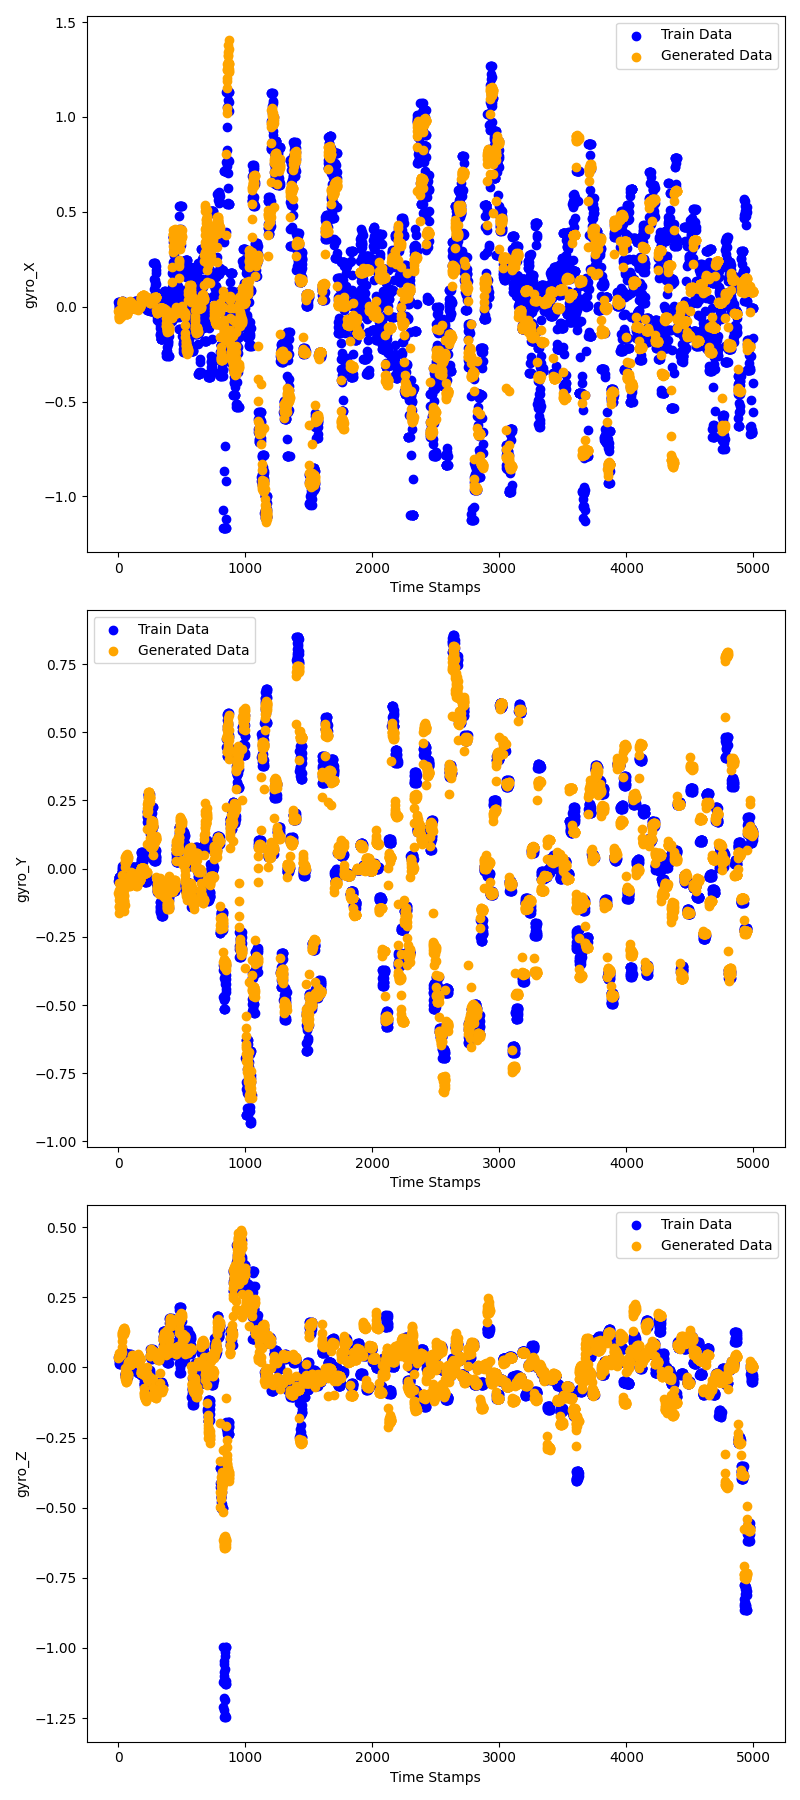 1.5
1.0
0.5
0.0
−0.5
−1.0
gyro_X
Train Data
Generated Data
0 1000 2000 3000 4000 5000
Time Stamps
0.75
0.50
0.25
0.00
−0.25
−0.50
−0.75
−1.00
gyro_Y
Train Data
Generated Data
0 1000 2000 3000 4000 5000
Time Stamps
0.50
0.25
0.00
−0.25
−0.50
−0.75
−1.00
−1.25
gyro_Z
Train Data
Generated Data
0 1000 2000 3000 4000 5000
Time Stamps